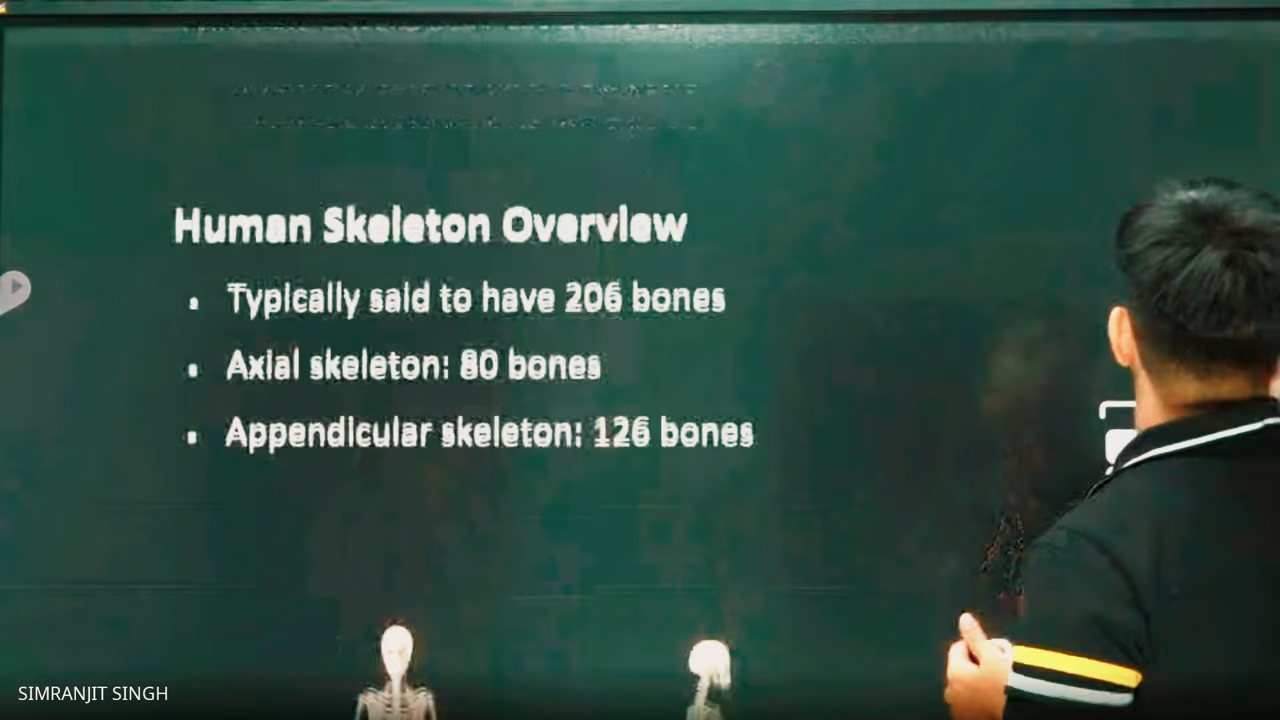 Human Skeleton Overview
• Typically said to have 206 bones
• Axial skeleton: 80 bones
• Appendicular skeleton: 126 bones
SIMRANJIT SINGH